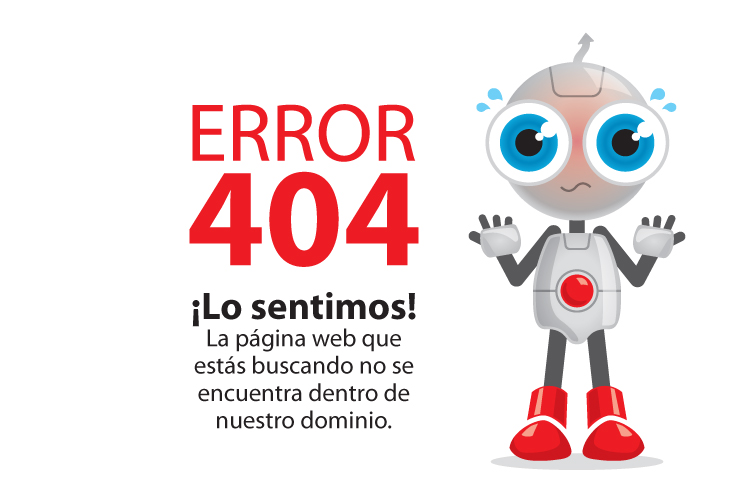 ERROR
404
¡Lo sentimos!
La página web que
estás buscando no se
encuentra dentro de
nuestro dominio.